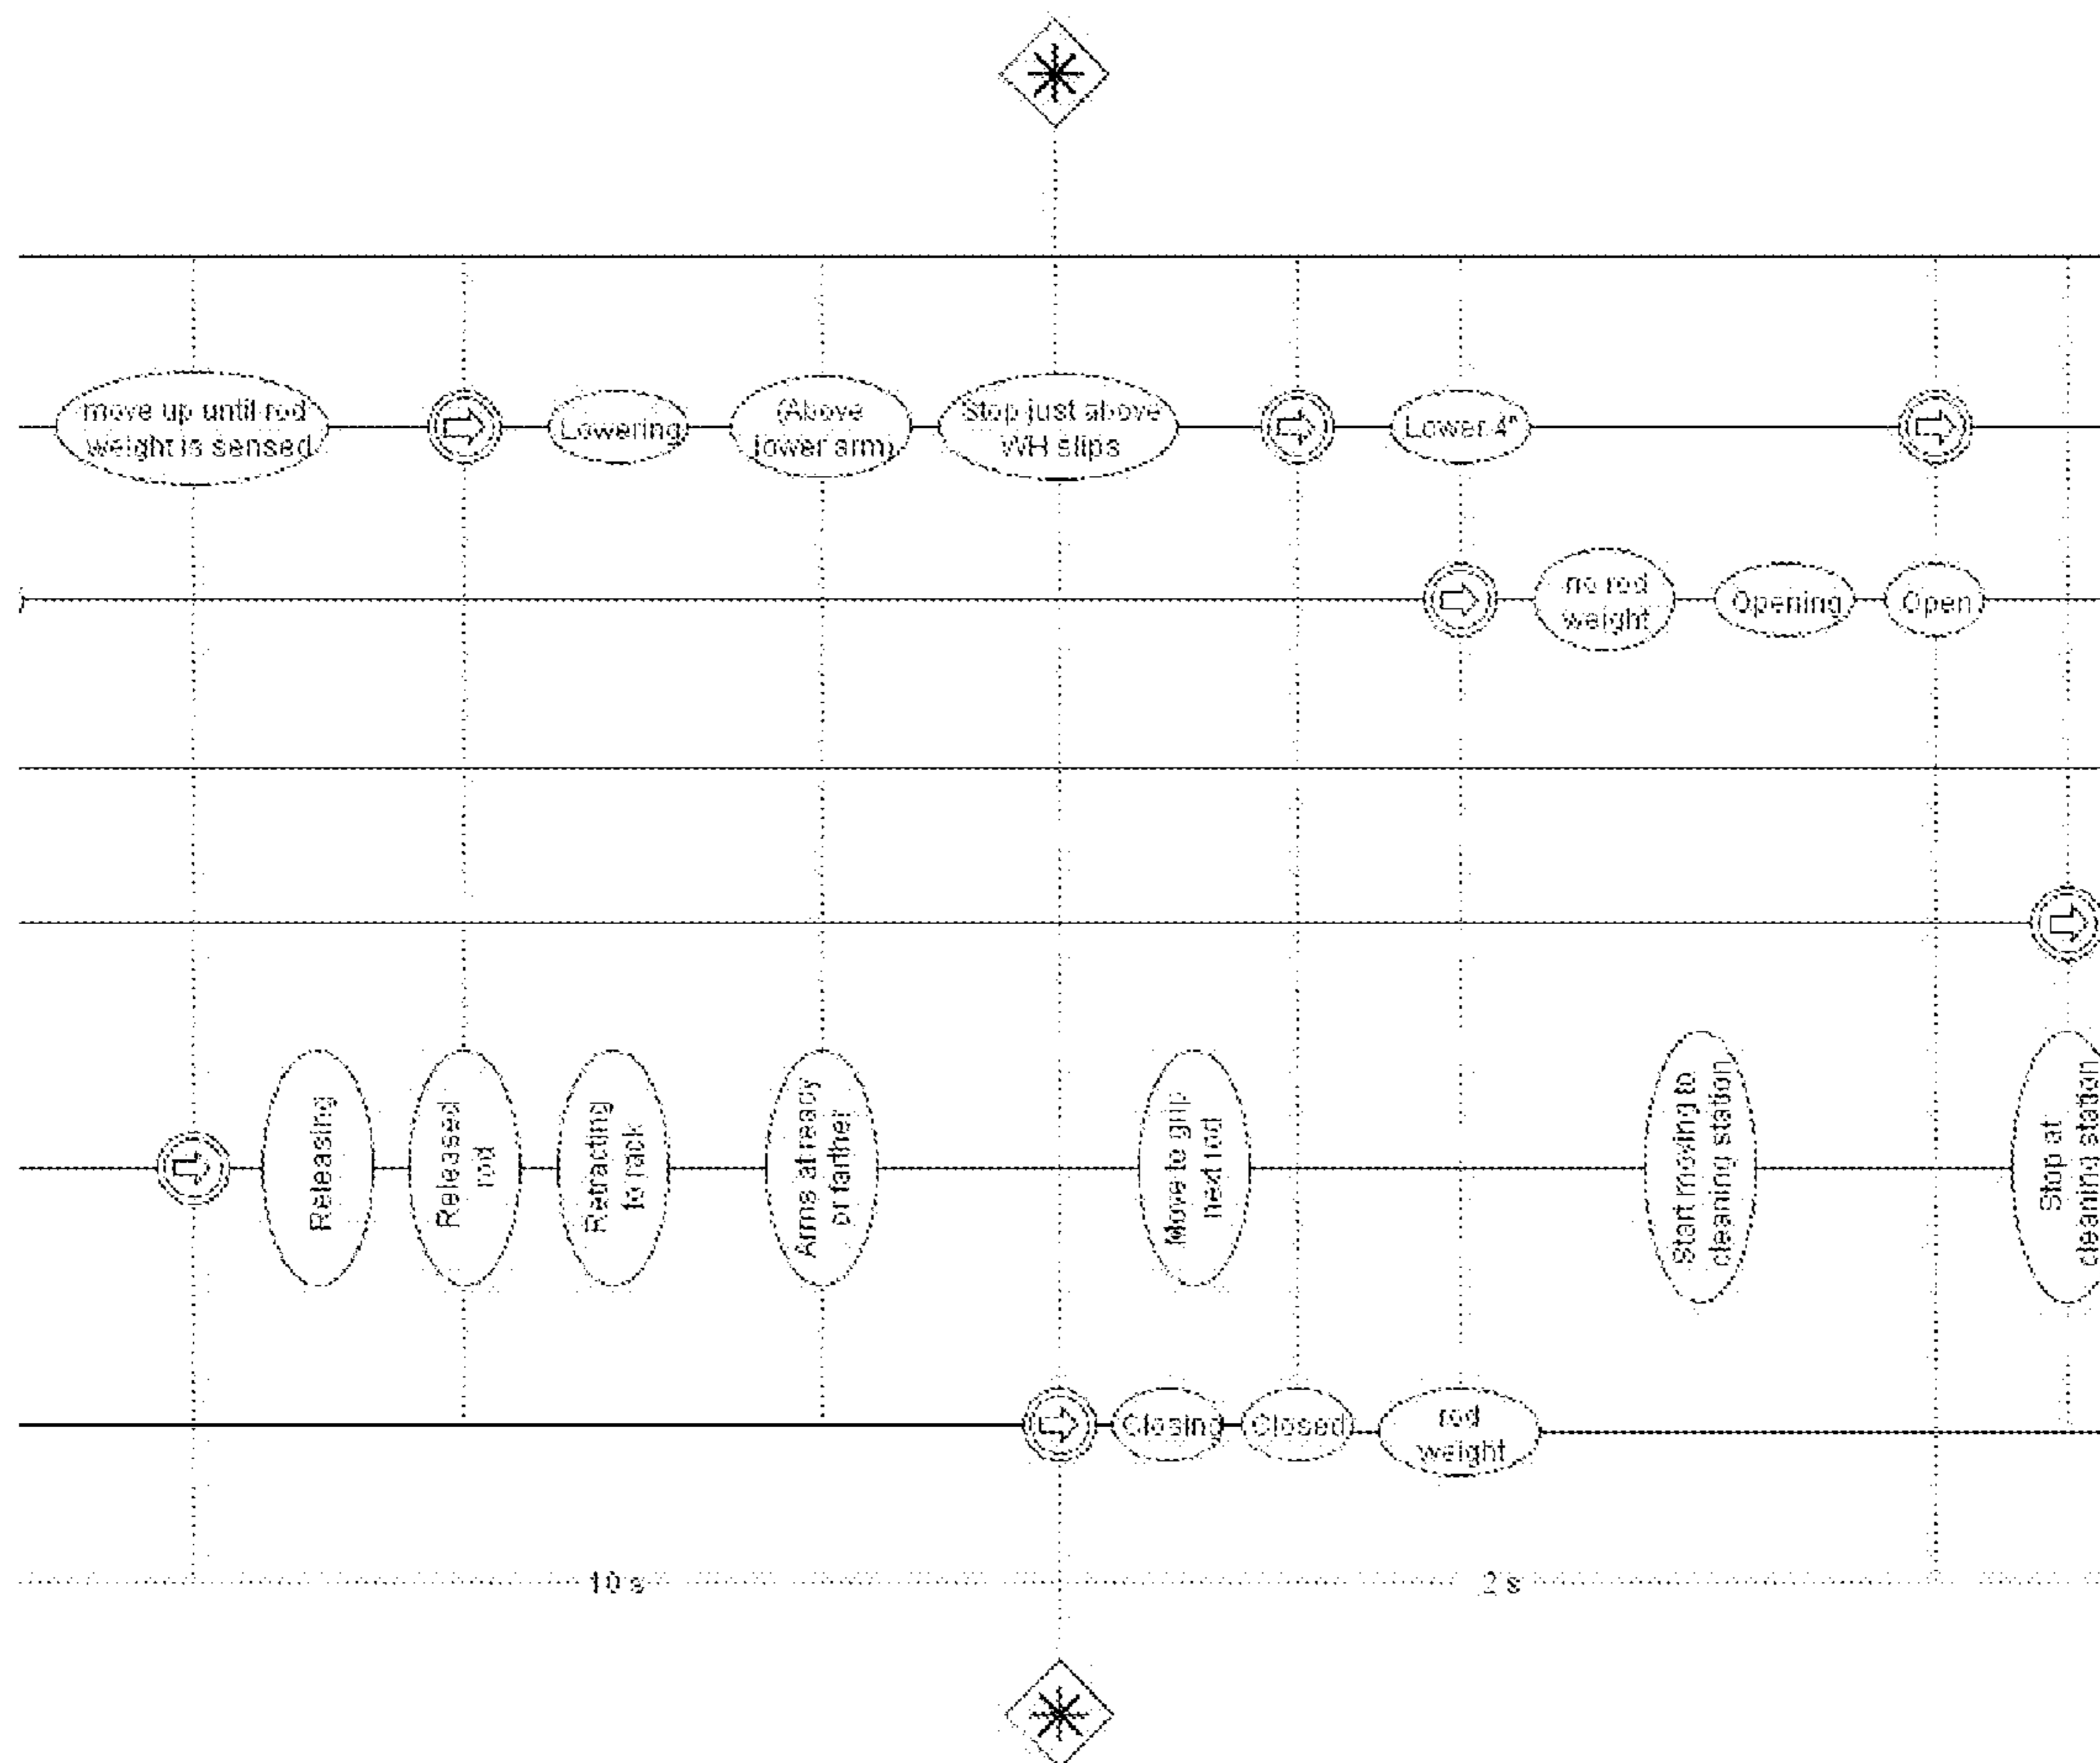 move up until rod
weight is sensed
Lowering
(Above
lower arm)
Stop just above
WH slips
Lower 4"
no rod
weight
Opening
Open
Releasing
Released
rod
Retracting
to rack
Arms at ready
or farther
Move to grip
next rod
Start moving to
cleaning station
Stop at
cleaning station
Closing
Closed
rod
weight
10 s
2 s